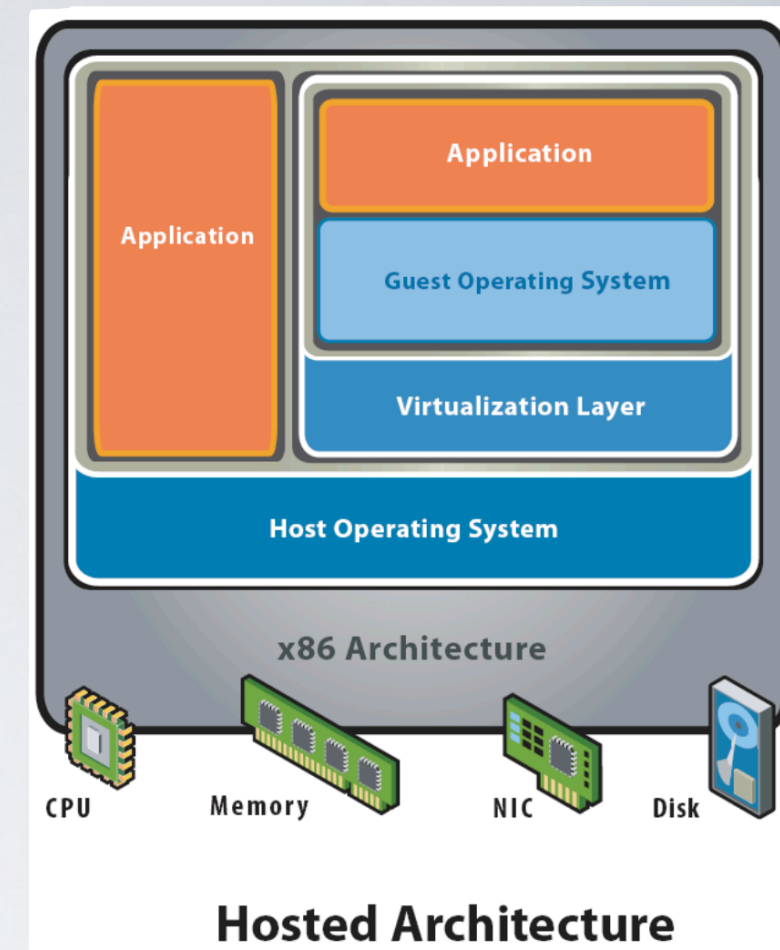 Application
Application
Guest Operating System
Virtualization Layer
Host Operating System
x86 Architecture
CPU
Memory
NIC
Disk
Hosted Architecture